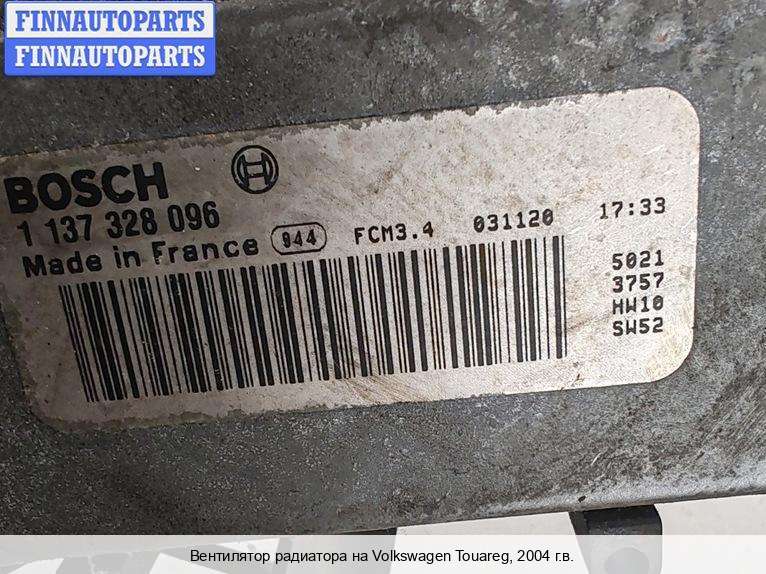 FINNAUTOPARTS
FINNAUTOPARTS
BOSCH
1 137 328 096
Made in France 944 FCM3.4 031120 17:33
5021
3757
HW10
SW52
Вентилятор радиатора на Volkswagen Touareg, 2004 г.в.